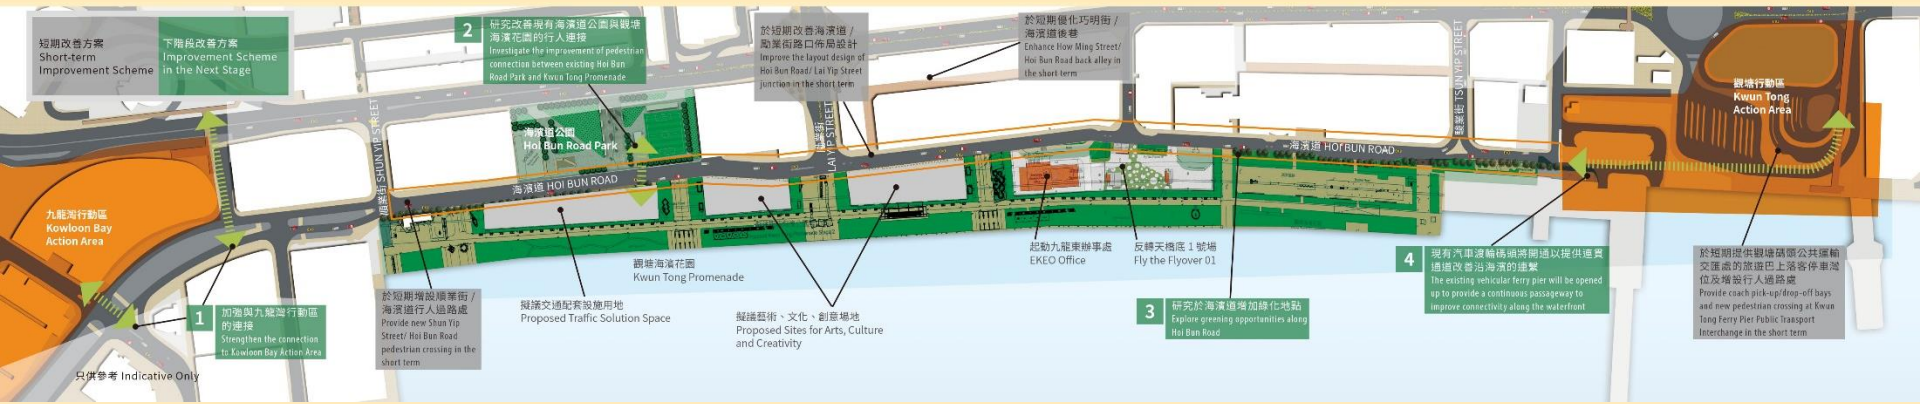 短期改善方案
Short-term
Improvement Scheme
下階段改善方案
Improvement Scheme
in the Next Stage
2
研究改善現有海濱道公園與觀塘
海濱花園的行人連接
Investigate the improvement of pedestrian
connection between existing Hoi Bun
Road Park and Kwun Tong Promenade
於短期改善海濱道/
勵業街路口佈局設計
Improve the layout design of
Hoi Bun Road/ Lai Yip Street
junction in the short term
於短期優化巧明街/
海濱道後巷
Enhance How Ming Street/
Hoi Bun Road back alley in
the short term
觀塘行動區
Kwun Tong
Action Area
海濱道公園
Hoi Bun Road Park
順業街 SHUN YIP STREET
勵業街
LAI YIP STREET
駿業街 TSUN YIP STREET
海濱道 HOI BUN ROAD
海濱道 HOI BUN ROAD
九龍灣行動區
Kowloon Bay
Action Area
1
加強與九龍灣行動區
的連接
Strengthen the connection
to Kowloon Bay Action Area
於短期增設順業街/
海濱道行人過路處
Provide new Shun Yip
Street/ Hoi Bun Road
pedestrian crossing in the
short term
觀塘海濱花園
Kwun Tong Promenade
擬議交通配套設施用地
Proposed Traffic Solution Space
擬議藝術、文化、創意場地
Proposed Sites for Arts, Culture
and Creativity
起動九龍東辦事處
EKEO Office
反轉天橋底 1 號場
Fly the Flyover 01
3
研究於海濱道增加綠化地點
Explore greening opportunities along
Hoi Bun Road
4
現有汽車渡輪碼頭將開通以提供連貫
通道改善沿海濱的連繫
The existing vehicular ferry pier will be opened
up to provide a continuous passageway to
improve connectivity along the waterfront
於短期提供觀塘碼頭公共運輸
交匯處的旅遊巴上落客停車灣
位及增設行人過路處
Provide coach pick-up/drop-off bays
and new pedestrian crossing at Kwun
Tong Ferry Pier Public Transport
Interchange in the short term
只供參考 Indicative Only